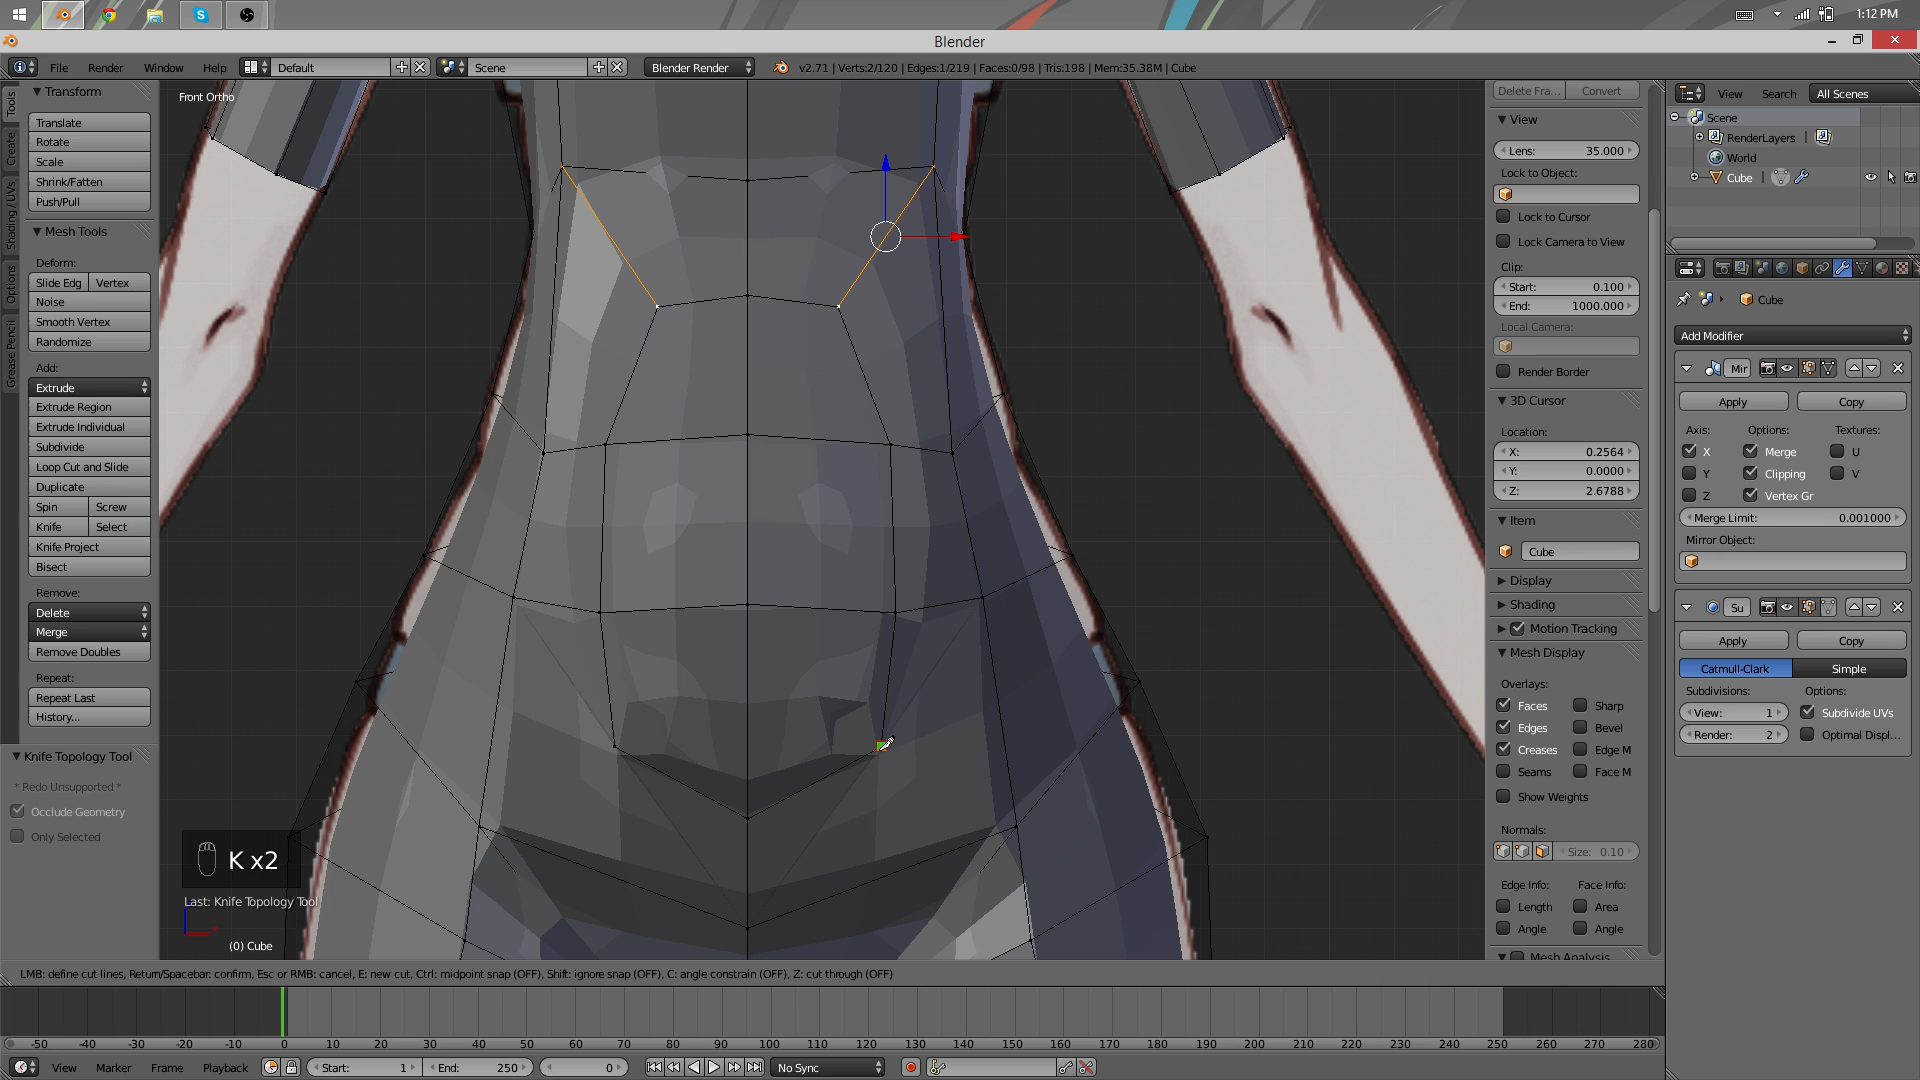 1:12 PM
Blender
File Render Window Help Default Scene Blender Render v2.71 | Verts:2/120 | Edges:1/219 | Faces:0/98 | Tris:198 | Mem:35.38M | Cube
Tools
Create
Shading / UVs
Options
Grease Pencil
Transform
Translate
Rotate
Scale
Shrink/Fatten
Push/Pull
Mesh Tools
Deform:
Slide Edg Vertex
Noise
Smooth Vertex
Randomize
Add:
Extrude
Extrude Region
Extrude Individual
Subdivide
Loop Cut and Slide
Duplicate
Spin Screw
Knife Select
Knife Project
Bisect
Remove:
Delete
Merge
Remove Doubles
Repeat:
Repeat Last
History...
Knife Topology Tool
* Redo Unsupported *
Occlude Geometry
Only Selected
Front Ortho
K x2
Last: Knife Topology Tool
(0) Cube
Delete Fra... Convert
View
Lens: 35.000
Lock to Object:
Lock to Cursor
Lock Camera to View
Clip:
Start: 0.100
End: 1000.000
Local Camera:
Render Border
3D Cursor
Location:
X: 0.2564
Y: 0.0000
Z: 2.6788
Item
Cube
Display
Shading
Motion Tracking
Mesh Display
Overlays:
Faces Sharp
Edges Bevel
Creases Edge M
Seams Face M
Show Weights
Normals:
Size: 0.10
Edge Info: Face Info:
Length Area
Angle Angle
Mesh Analysis
View Search All Scenes
Scene
RenderLayers |
World
Cube |
Cube
Add Modifier
Mir
Apply Copy
Axis: Options: Textures:
X Merge U
Y Clipping V
Z Vertex Gr
Merge Limit: 0.001000
Mirror Object:
Su
Apply Copy
Catmull-Clark Simple
Subdivisions: Options:
View: 1 Subdivide UVs
Render: 2 Optimal Displ...
LMB: define cut lines, Return/Spacebar: confirm, Esc or RMB: cancel, E: new cut, Ctrl: midpoint snap (OFF), Shift: ignore snap (OFF), C: angle constrain (OFF), Z: cut through (OFF)
-50 -40 -30 -20 -10 0 10 20 30 40 50 60 70 80 90 100 110 120 130 140 150 160 170 180 190 200 210 220 230 240 250 260 270 280
View Marker Frame Playback Start: 1 End: 250 0 No Sync